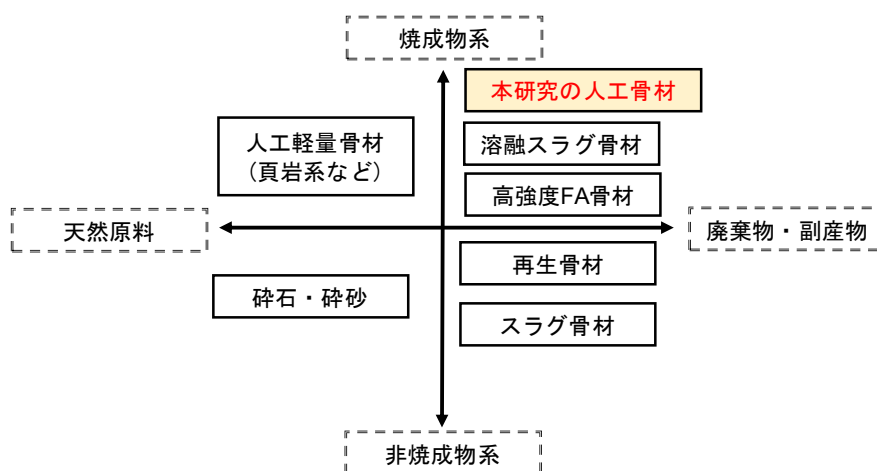 焼成物系
本研究の人工骨材
人工軽量骨材
(頁岩系など)
溶融スラグ骨材
高強度FA骨材
天然原料
廃棄物・副産物
再生骨材
砕石・砕砂
スラグ骨材
非焼成物系